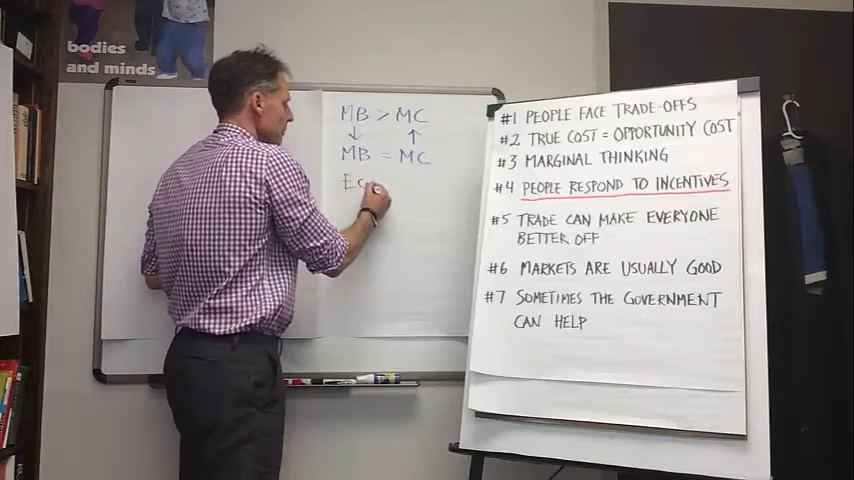 bodies
and minds
MB > MC
↓ ↑
MB = MC
Ec
#1 PEOPLE FACE TRADE-OFFS
#2 TRUE COST = OPPORTUNITY COST
#3 MARGINAL THINKING
#4 PEOPLE RESPOND TO INCENTIVES
#5 TRADE CAN MAKE EVERYONE
BETTER OFF
#6 MARKETS ARE USUALLY GOOD
#7 SOMETIMES THE GOVERNMENT
CAN HELP